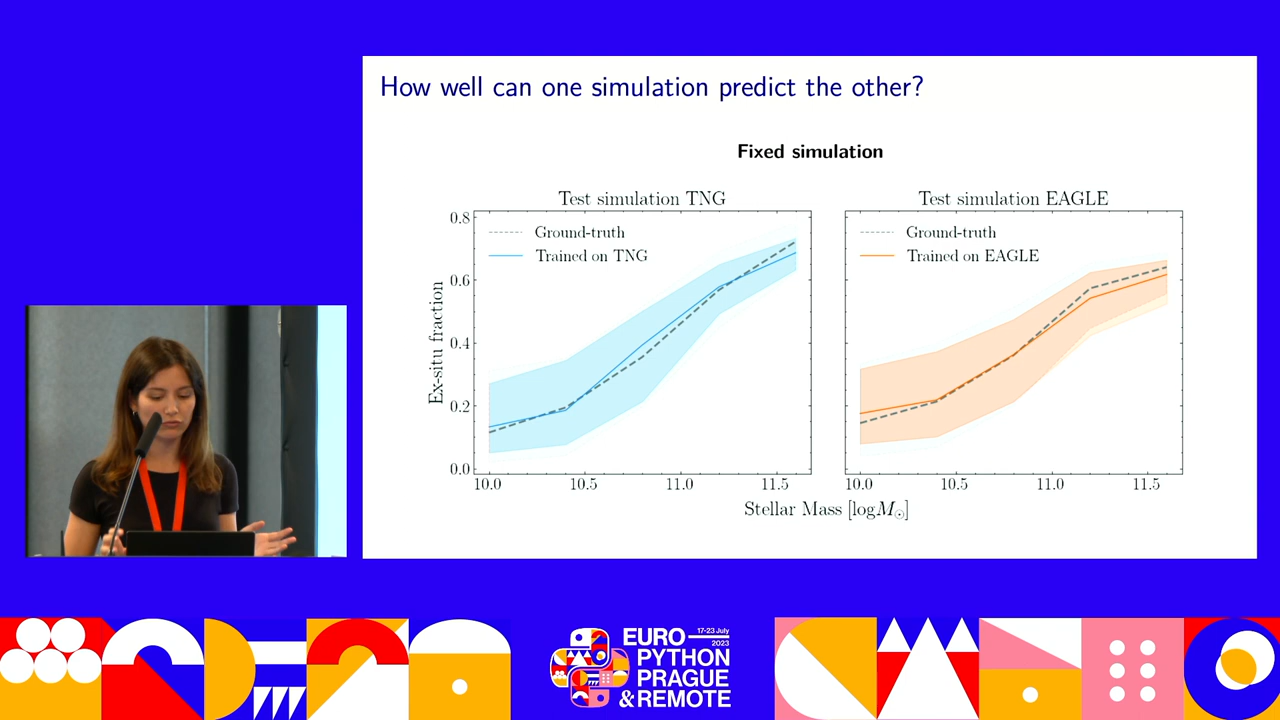 How well can one simulation predict the other?
Fixed simulation
Test simulation TNG
Ground-truth
Trained on TNG
Ex-situ fraction
0.8
0.6
0.4
0.2
0.0
10.0
10.5
11.0
11.5
Test simulation EAGLE
Ground-truth
Trained on EAGLE
10.0
10.5
11.0
11.5
Stellar Mass [logM☉]
EURO
17-23 July
2023
PYTHON
PRAGUE
& REMOTE